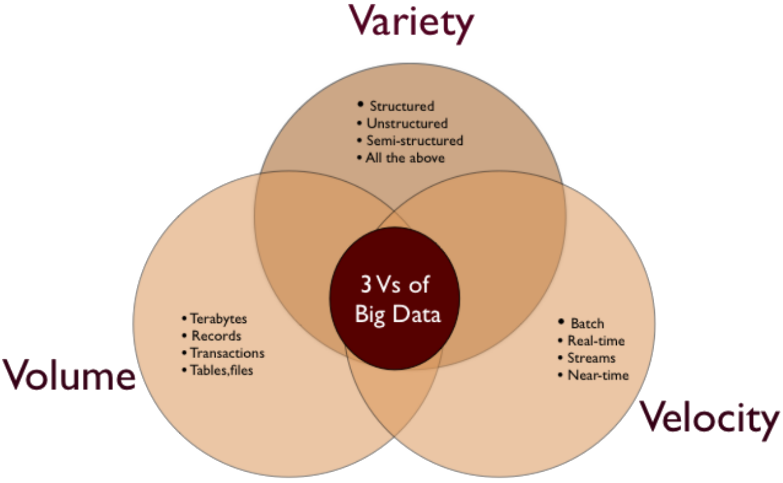 Variety
• Structured
• Unstructured
• Semi-structured
• All the above
3 Vs of
Big Data
• Terabytes
• Records
• Transactions
• Tables,files
Volume
• Batch
• Real-time
• Streams
• Near-time
Velocity